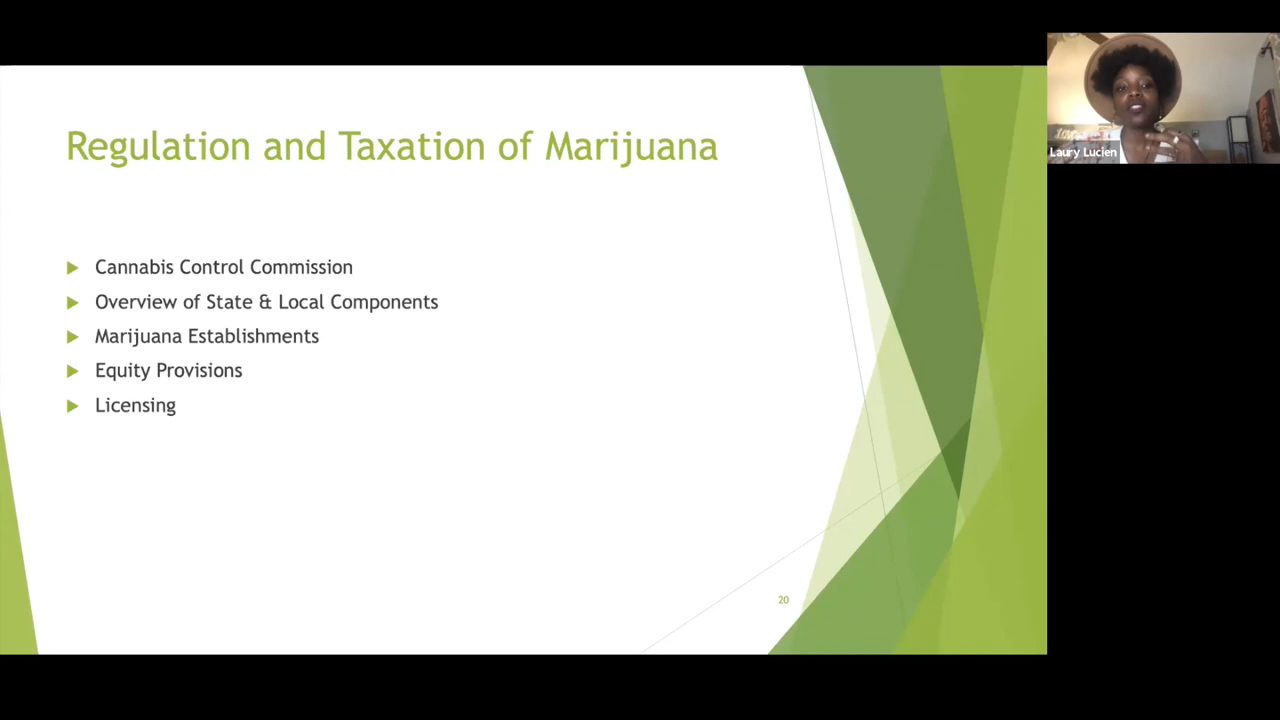 Regulation and Taxation of Marijuana
Cannabis Control Commission
Overview of State & Local Components
Marijuana Establishments
Equity Provisions
Licensing
20
Laury Lucien